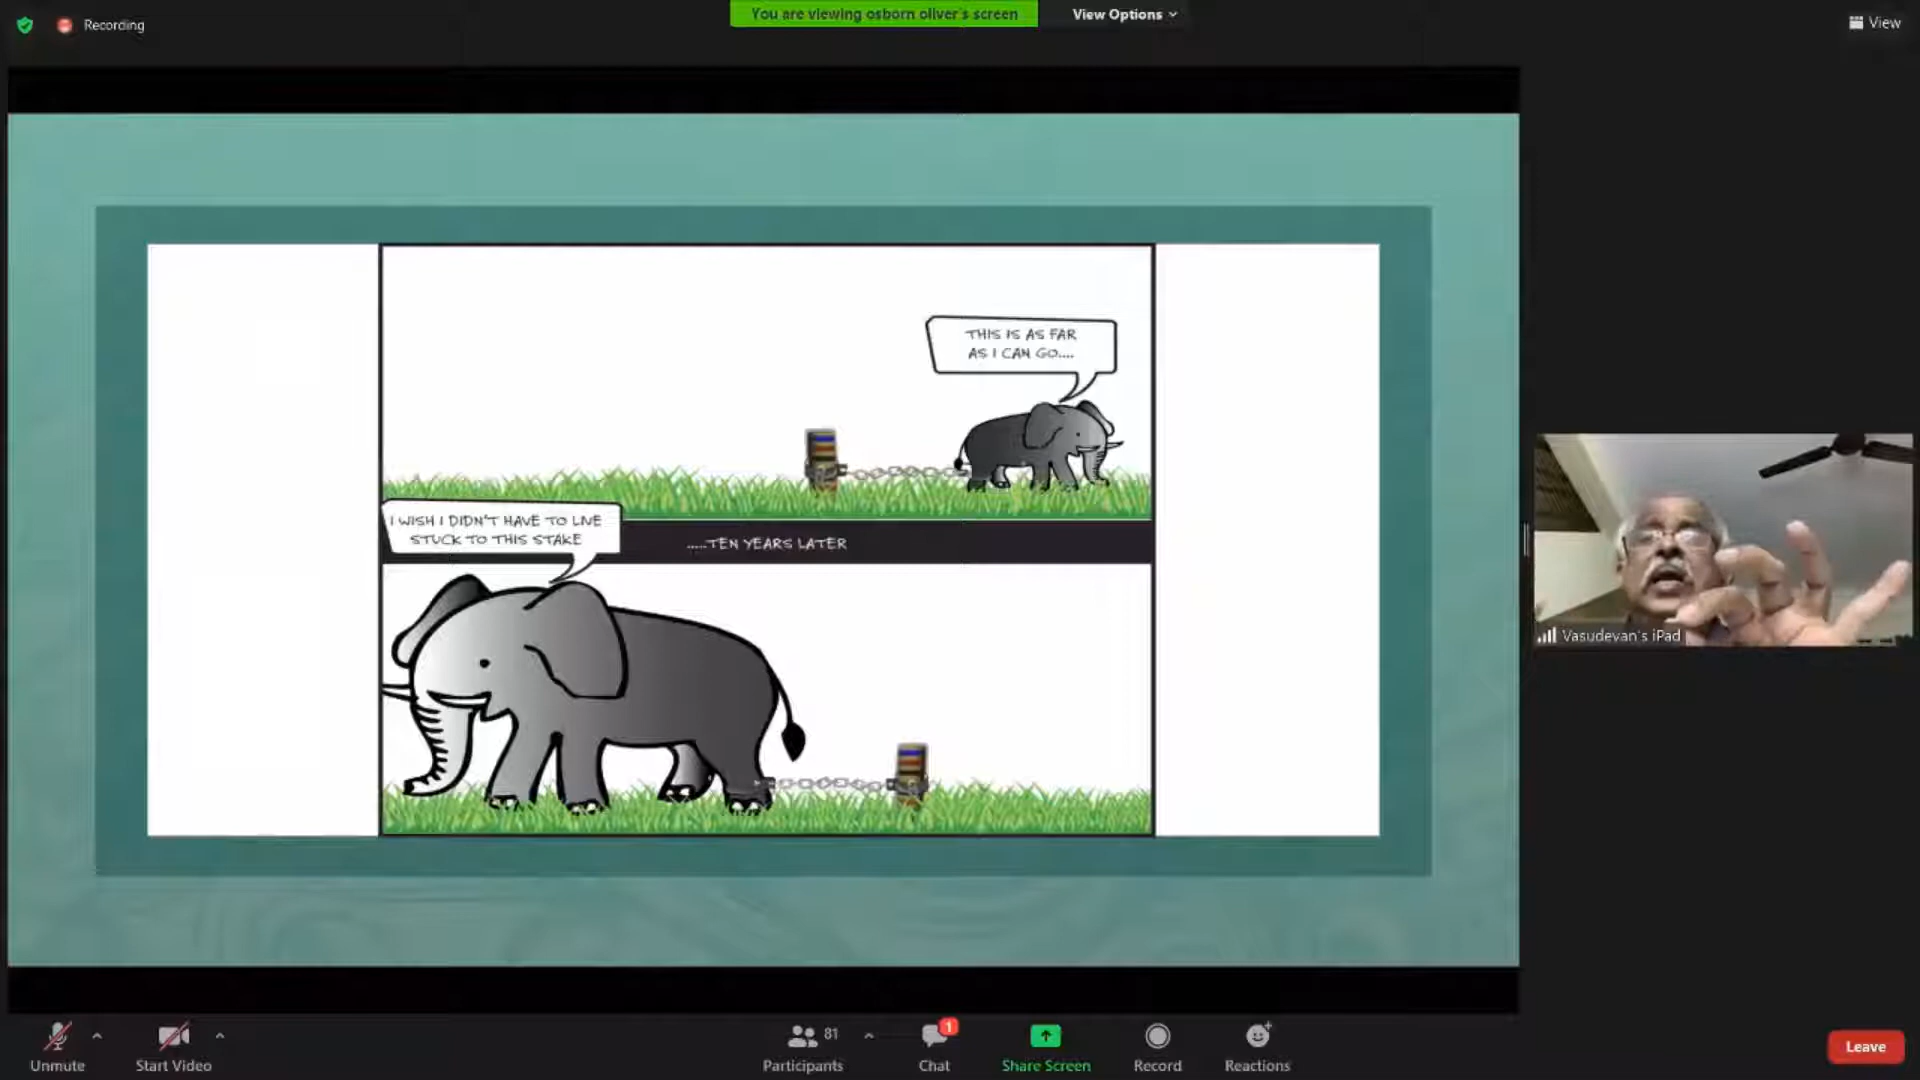 Recording
You are viewing osborn oliver's screen
View Options
View
THIS IS AS FAR
AS I CAN GO....
I WISH I DIDN'T HAVE TO LIVE
STUCK TO THIS STAKE
.....TEN YEARS LATER
Vasudevan's iPad
Unmute
Start Video
81
Participants
1
Chat
Share Screen
Record
Reactions
Leave